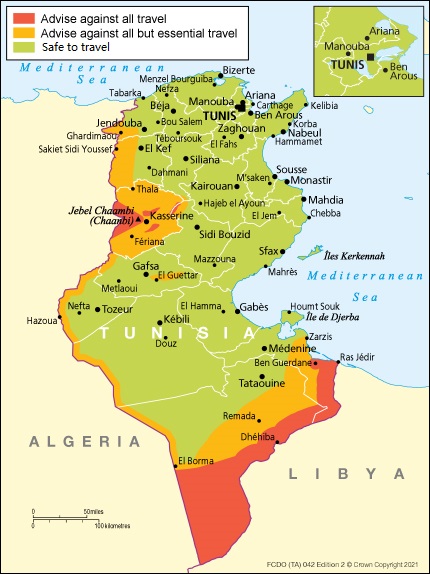 Advise against all travel
Advise against all but essential travel
Safe to travel
Ariana
Manouba
TUNIS
Ben
Arous
Mediterranean
Sea
Bizerte
Menzel Bourguiba
Nefza
Tabarka
Ariana
Manouba
Carthage
Kelibia
Béja
TUNIS
Ben Arous
Jendouba
Bou Salem
Zaghouan
Korba
Nabeul
Ghardimaou
Téboursouk
El Fahs
Hammamet
Sakiet Sidi Youssef
El Kef
Siliana
Dahmani
Sousse
M'saken
Monastir
Thala
Kairouan
Mahdia
Jebel Chaambi
(Chaanbi)
Kasserine
Hajeb el Ayoun
El Jem
Chebba
Sidi Bouzid
Fériana
Sfax
Îles Kerkennah
Mazzouna
Gafsa
El Guettar
Mahrès
Mediterranean
Sea
Metlaoui
Nefta
Tozeur
El Hamma
Gabès
Houmt Souk
Île de Djerba
Hazoua
Kébili
TUNISIA
Douz
Zarzis
Médenine
Ben Guerdane
Ras Jédir
Tataouine
Remada
ALGERIA
Dhéhiba
El Borma
LIBYA
0 50miles
0 100kilometres
FCDO (TA) 042 Edition 2 © Crown Copyright 2021